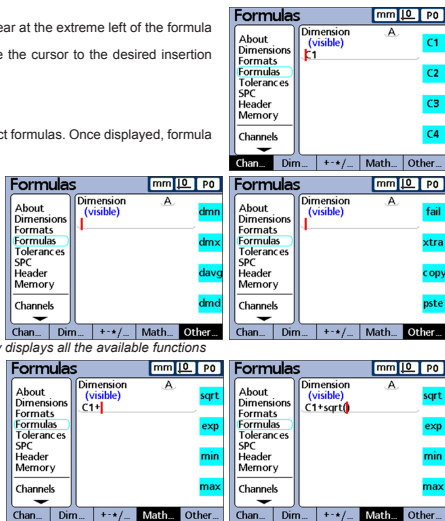 ear at the extreme left of the formula
e the cursor to the desired insertion
ct formulas. Once displayed, formula
Formulas mm P0
About
Dimensions
Formats
Formulas
Tolerances
SPC
Header
Memory
Channels
Dimension A
(visible)
C1
C1
C2
C3
C4
Chan... Dim... +-*/... Math... Other...
Formulas mm P0
About
Dimensions
Formats
Formulas
Tolerances
SPC
Header
Memory
Channels
Dimension A
(visible)
dmn
dmx
davg
dmd
Chan... Dim... +-*/... Math... Other...
Formulas mm P0
About
Dimensions
Formats
Formulas
Tolerances
SPC
Header
Memory
Channels
Dimension A
(visible)
fail
xtra
copy
pste
Chan... Dim... +-*/... Math... Other...
y displays all the available functions
Formulas mm P0
About
Dimensions
Formats
Formulas
Tolerances
SPC
Header
Memory
Channels
Dimension A
(visible)
C1+
sqrt
exp
min
max
Chan... Dim... +-*/... Math... Other...
Formulas mm P0
About
Dimensions
Formats
Formulas
Tolerances
SPC
Header
Memory
Channels
Dimension A
(visible)
C1+sqrt()
sqrt
exp
min
max
Chan... Dim... +-*/... Math... Other...